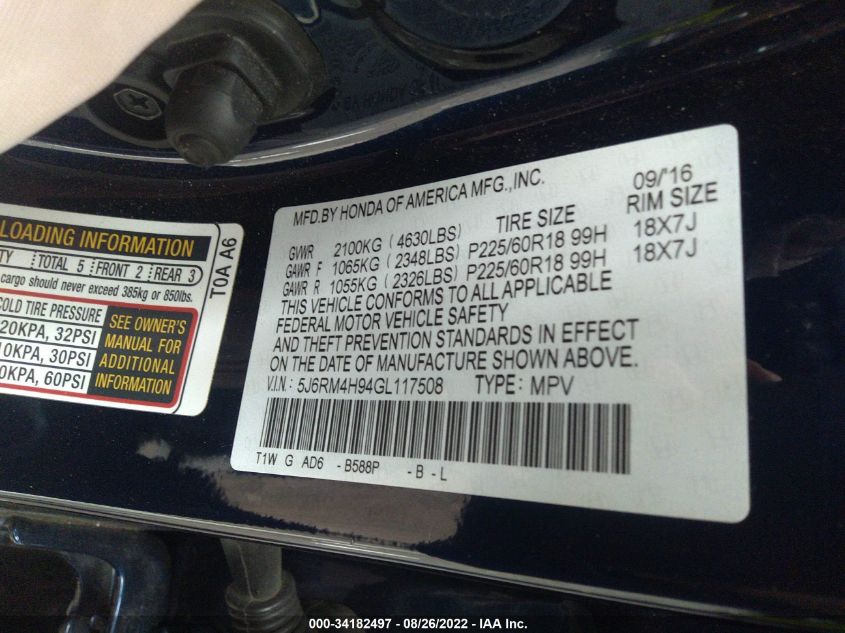 LOADING INFORMATION
TOTAL 5 FRONT 2 REAR 3
cargo should never exceed 385kg or 850lbs.
COLD TIRE PRESSURE
20KPA, 32PSI
10KPA, 30PSI
0KPA, 60PSI
SEE OWNER'S
MANUAL FOR
ADDITIONAL
INFORMATION
T0A A6
MFD.BY HONDA OF AMERICA MFG.,INC. 09/'16
TIRE SIZE RIM SIZE
GVWR 2100KG (4630LBS)
GAWR F 1065KG (2348LBS) P225/60R18 99H 18X7J
GAWR R 1055KG (2326LBS) P225/60R18 99H 18X7J
THIS VEHICLE CONFORMS TO ALL APPLICABLE
FEDERAL MOTOR VEHICLE SAFETY
AND THEFT PREVENTION STANDARDS IN EFFECT
ON THE DATE OF MANUFACTURE SHOWN ABOVE.
V.I.N.: 5J6RM4H94GL117508 TYPE: MPV
T1W G AD6 -B588P -B-L
000-34182497 - 08/26/2022 - IAA Inc.